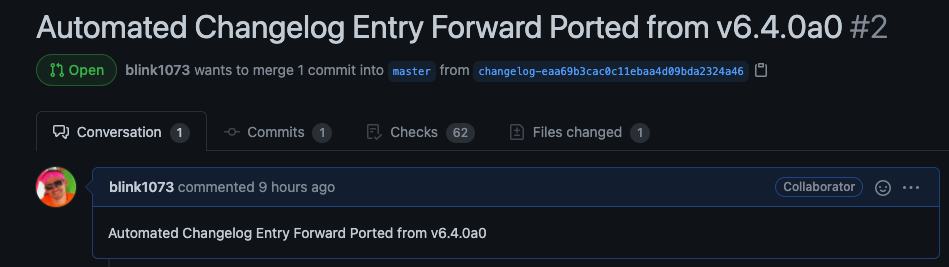 Automated Changelog Entry Forward Ported from v6.4.0a0 #2
Open blink1073 wants to merge 1 commit into master from changelog-eaa69b3cac0c11ebaa4d09bda2324a46
Conversation 1 Commits 1 Checks 62 Files changed 1
blink1073 commented 9 hours ago Collaborator
Automated Changelog Entry Forward Ported from v6.4.0a0